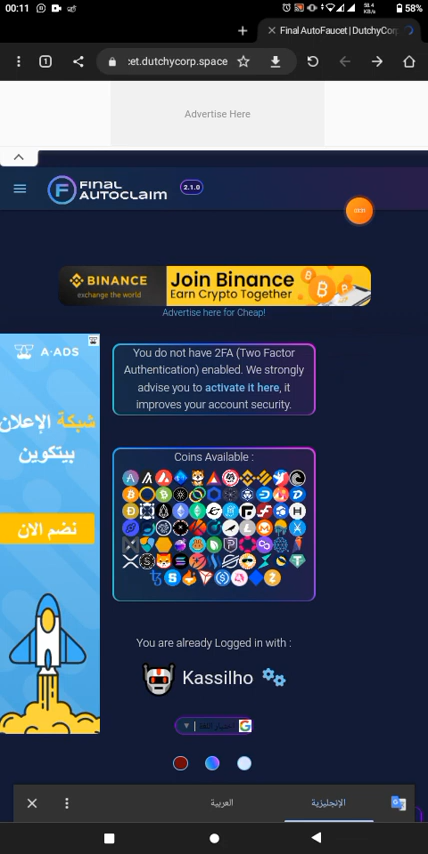 00:11
58%
Final AutoFaucet | DutchyCorp
:et.dutchycorp.space
Advertise Here
FINAL
AUTOCLAIM
2.1.0
BINANCE
exchange the world
Join Binance
Earn Crypto Together
Advertise here for Cheap!
A-ADS
شبكة الإعلان
بيتكوين
نضم الان
You do not have 2FA (Two Factor
Authentication) enabled. We strongly
advise you to activate it here, it
improves your account security.
Coins Available :
You are already Logged in with :
Kassilho
اختيار اللغة
العربية
الإنجليزية